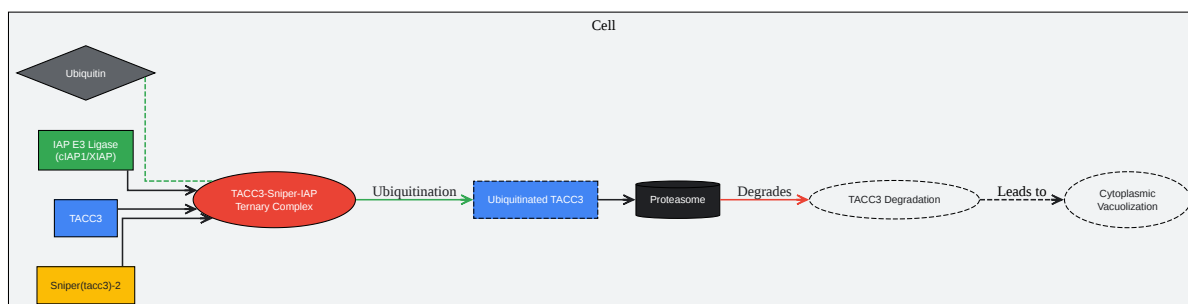 Cell
Ubiquitin
IAP E3 Ligase
(cIAP1/XIAP)
TACC3
Sniper(tacc3)-2
TACC3-Sniper-IAP
Ternary Complex
Ubiquitination
Ubiquitinated TACC3
Proteasome
Degrades
TACC3 Degradation
Leads to
Cytoplasmic
Vacuolization